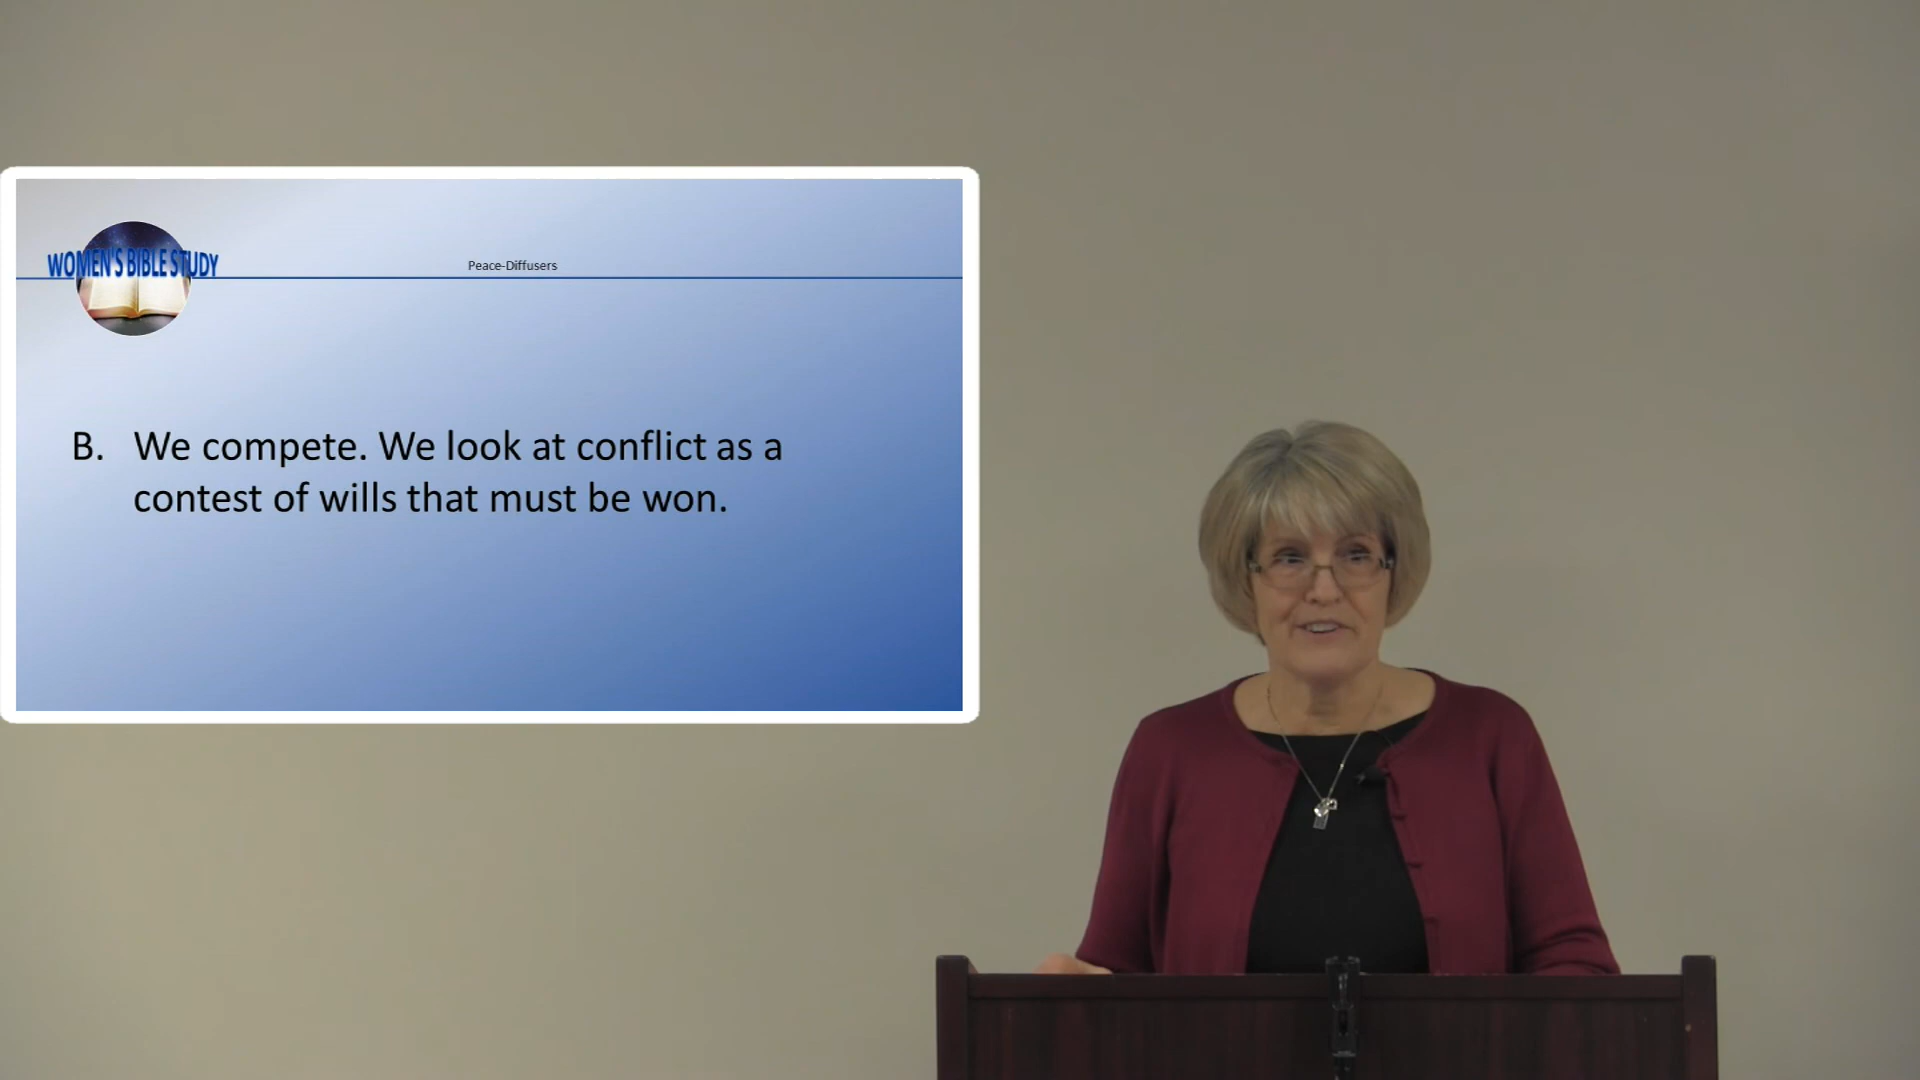 WOMEN'S BIBLE STUDY
Peace-Diffusers
B. We compete. We look at conflict as a
contest of wills that must be won.